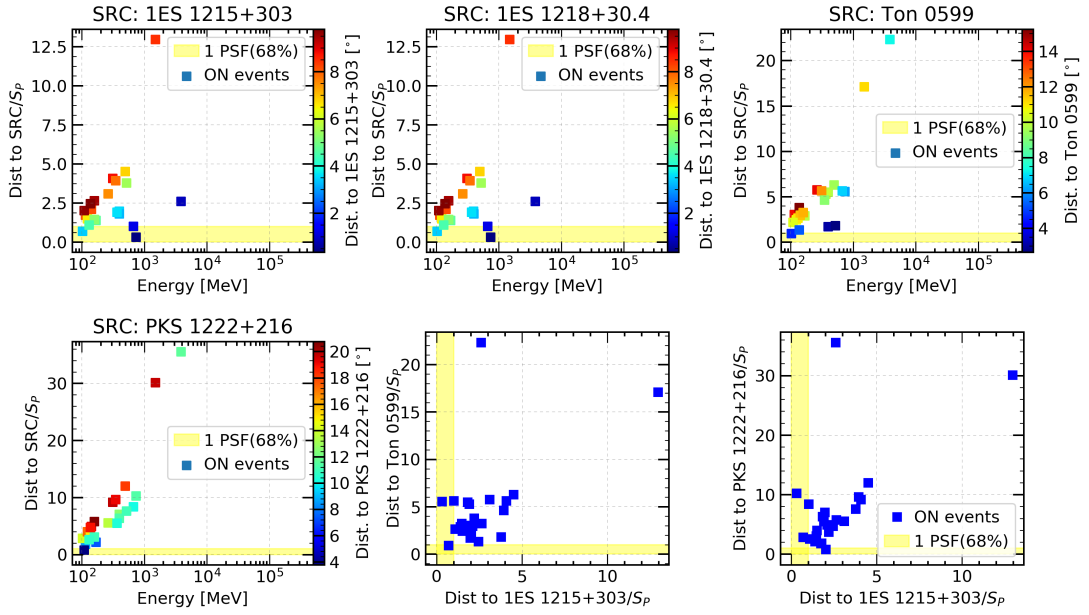 SRC: 1ES 1215+303
12.5
10.0
7.5
5.0
2.5
0.0
Dist to SRC/S_P
1 PSF(68%)
ON events
10^2
10^3
10^4
10^5
Energy [MeV]
8
6
4
2
Dist. to 1ES 1215+303 [°]
SRC: 1ES 1218+30.4
12.5
10.0
7.5
5.0
2.5
0.0
Dist to SRC/S_P
1 PSF(68%)
ON events
10^2
10^3
10^4
10^5
Energy [MeV]
8
6
4
2
Dist. to 1ES 1218+30.4 [°]
SRC: Ton 0599
20
15
10
5
0
Dist to SRC/S_P
1 PSF(68%)
ON events
10^2
10^3
10^4
10^5
Energy [MeV]
14
12
10
8
6
4
Dist. to Ton 0599 [°]
SRC: PKS 1222+216
30
20
10
0
Dist to SRC/S_P
1 PSF(68%)
ON events
10^2
10^3
10^4
10^5
Energy [MeV]
20
18
16
14
12
10
8
6
4
Dist. to PKS 1222+216 [°]
20
15
10
5
0
Dist to Ton 0599/S_P
0
5
10
Dist to 1ES 1215+303/S_P
30
20
10
0
Dist to PKS 1222+216/S_P
ON events
1 PSF(68%)
0
5
10
Dist to 1ES 1215+303/S_P